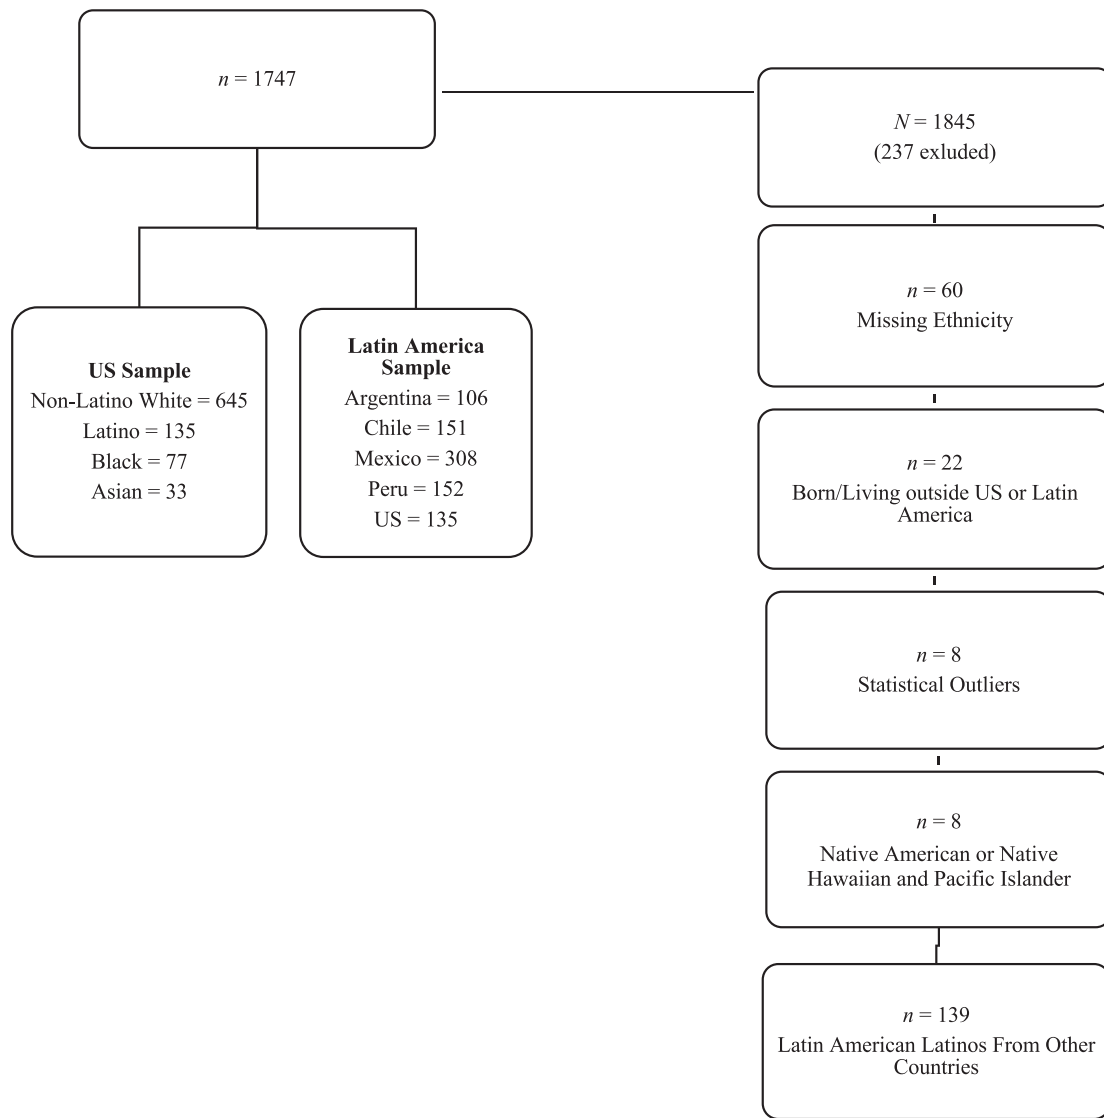 n = 1747
N = 1845
(237 exluded)
n = 60
Missing Ethnicity
n = 22
Born/Living outside US or Latin
America
n = 8
Statistical Outliers
n = 8
Native American or Native
Hawaiian and Pacific Islander
n = 139
Latin American Latinos From Other
Countries
US Sample
Non-Latino White = 645
Latino = 135
Black = 77
Asian = 33
Latin America
Sample
Argentina = 106
Chile = 151
Mexico = 308
Peru = 152
US = 135